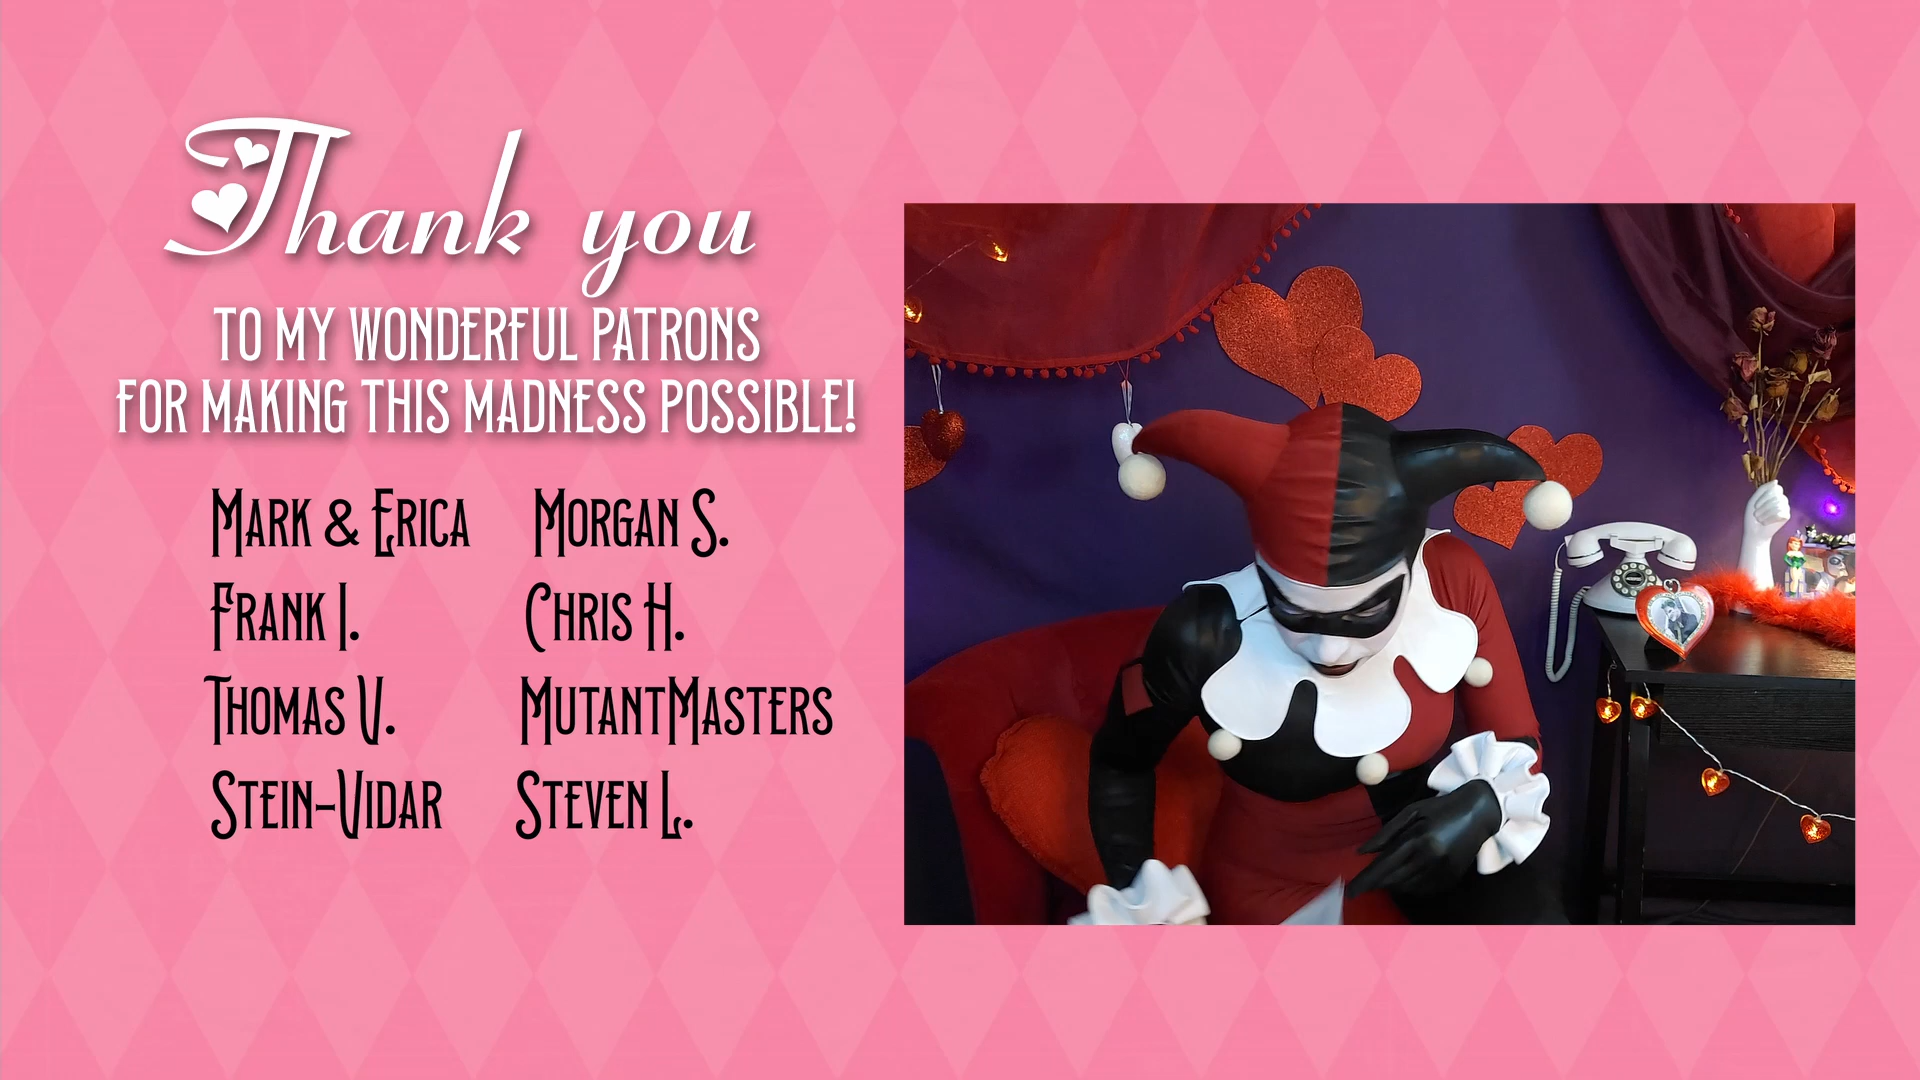 Thank you
TO MY WONDERFUL PATRONS
FOR MAKING THIS MADNESS POSSIBLE!
MARK & ERICA
MORGAN S.
FRANK I.
CHRIS H.
THOMAS V.
MUTANTMASTERS
STEIN-VIDAR
STEVEN L.